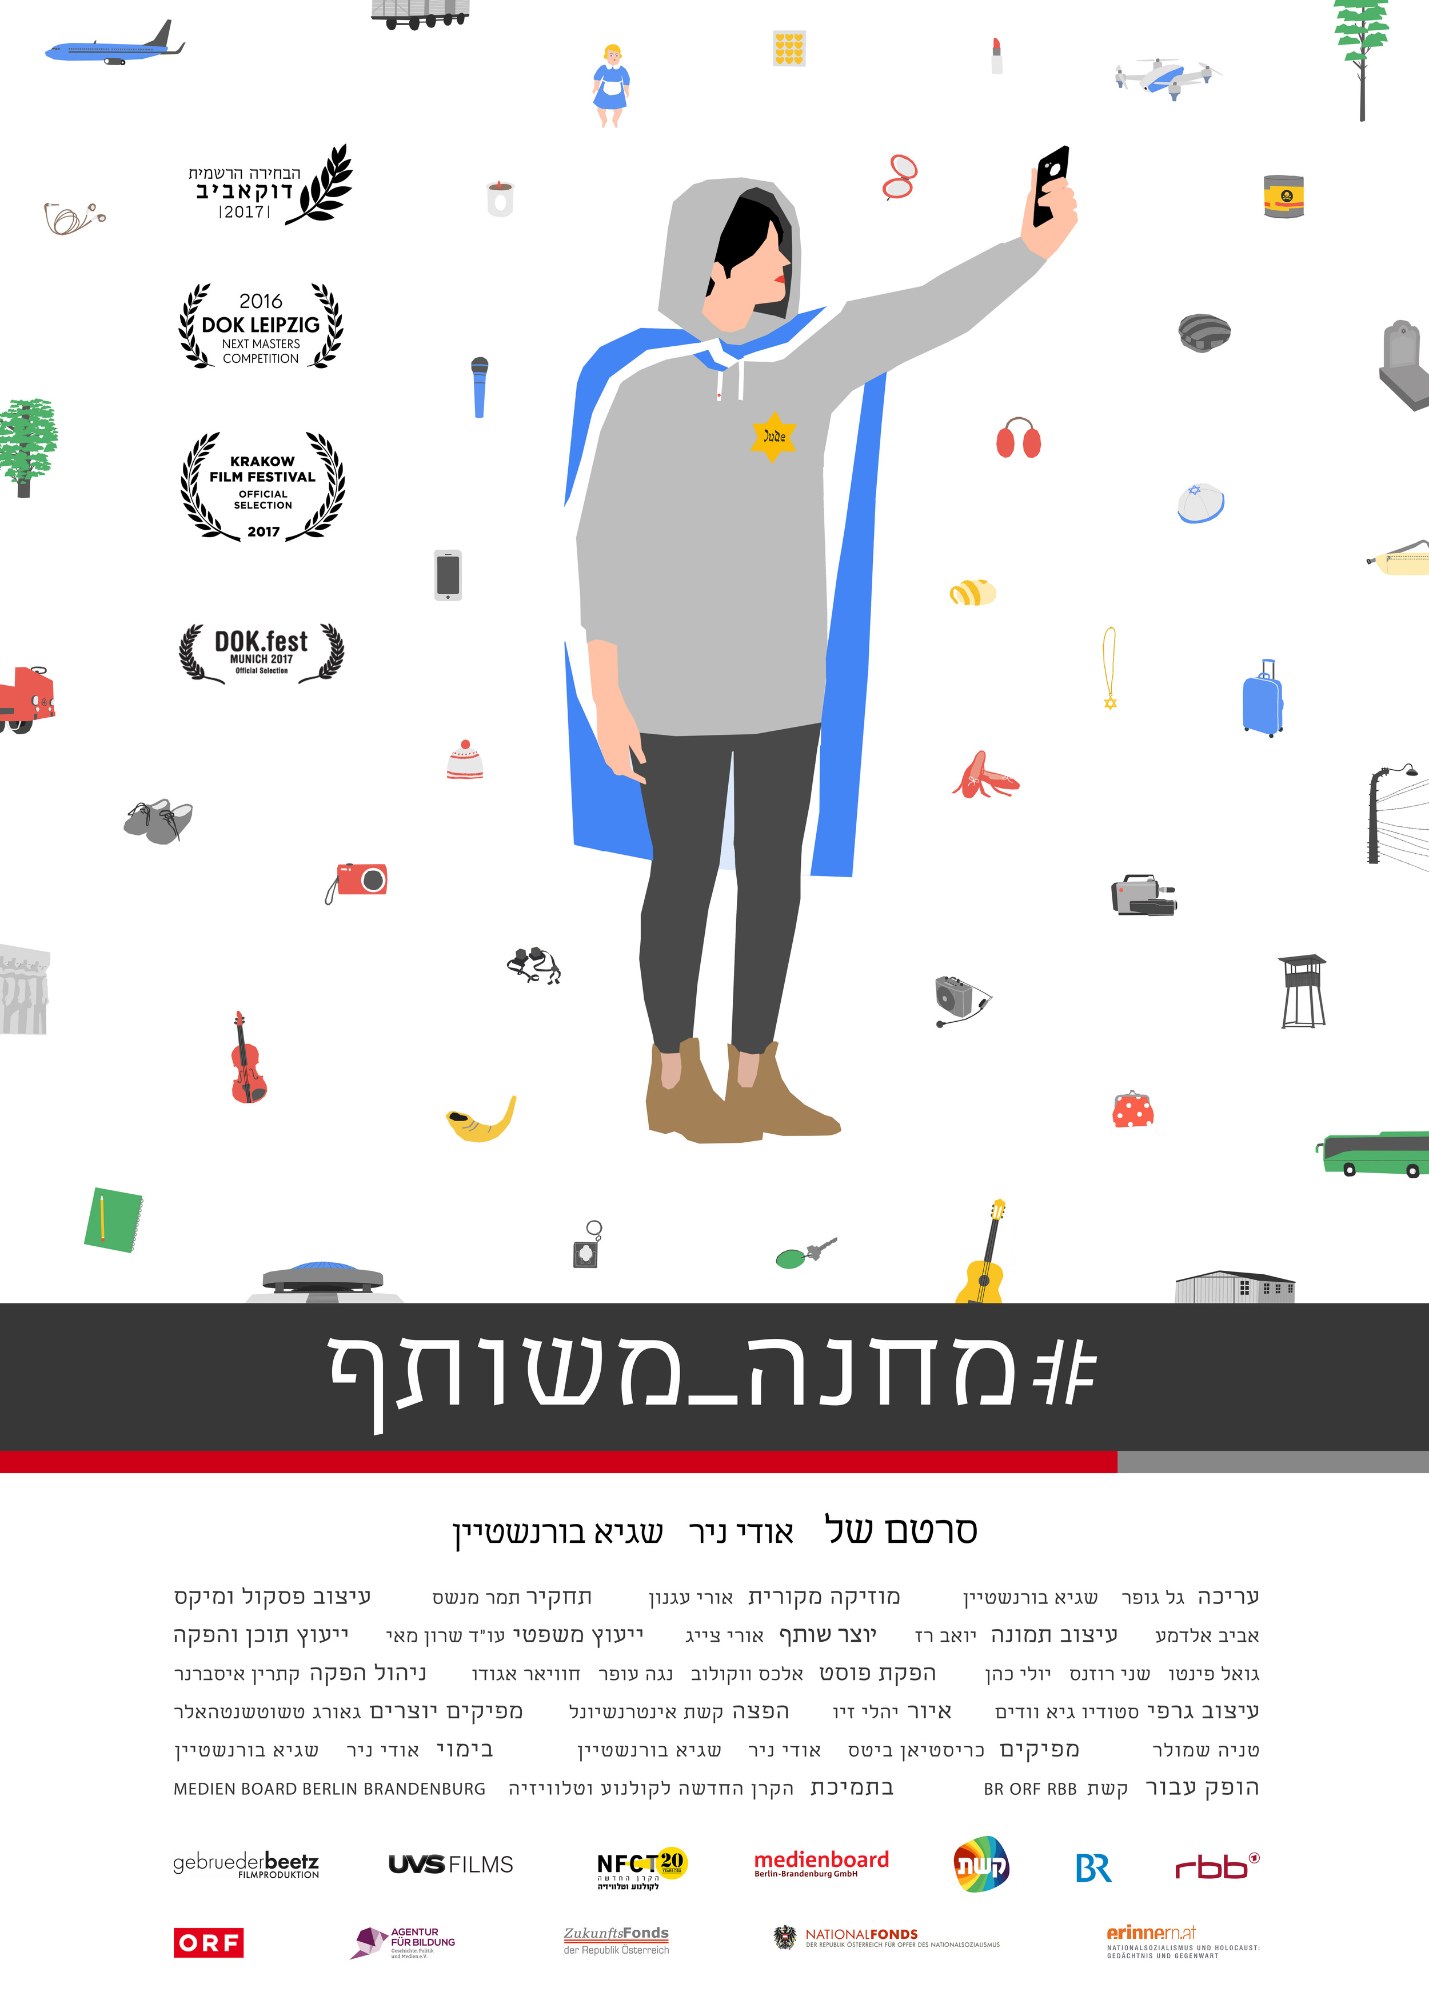 הבחירה הרשמית
דוקאביב
|2017|
2016
DOK LEIPZIG
NEXT MASTERS
COMPETITION
KRAKOW
FILM FESTIVAL
OFFICIAL
SELECTION
2017
DOK.fest
MUNICH 2017
Official Selection
Jude
#מחנה_משותף
סרטם של אודי ניר שגיא בורנשטיין
עריכה גל גופר שגיא בורנשטיין מוזיקה מקורית אורי עגנון תחקיר תמר מנשס עיצוב פסקול ומיקס
אביב אלדמע עיצוב תמונה יואב רז יוצר שותף אורי צייג ייעוץ משפטי עו"ד שרון מאי ייעוץ תוכן והפקה
גואל פינטו שני רוזנס יולי כהן הפקת פוסט אלכס ווקולוב נגה עופר חוויאר אגודו ניהול הפקה קתרין איסברנר
עיצוב גרפי סטודיו גיא וודים איור יהלי זיו הפצה קשת אינטרנשיונל מפיקים יוצרים גאורג טשוטשנטהאלר
טניה שמולר מפיקים כריסטיאן ביטס אודי ניר שגיא בורנשטיין בימוי אודי ניר שגיא בורנשטיין
הופק עבור קשת BR ORF RBB בתמיכת הקרן החדשה לקולנוע וטלוויזיה MEDIEN BOARD BERLIN BRANDENBURG
gebruederbeetz
FILMPRODUKTION
UVS FILMS
NFCT 20
הקרן החדשה
לקולנוע וטלוויזיה
medienboard
Berlin-Brandenburg GmbH
קשת
BR
rbb
ORF
AGENTUR
FÜR BILDUNG
Geschichte, Politik
und Medien e.V.
ZukunftsFonds
der Republik Österreich
NATIONALFONDS
DER REPUBLIK ÖSTERREICH FÜR OPFER DES NATIONALSOZIALISMUS
erinnern.at
NATIONALSOZIALISMUS UND HOLOCAUST:
GEDÄCHTNIS UND GEGENWART